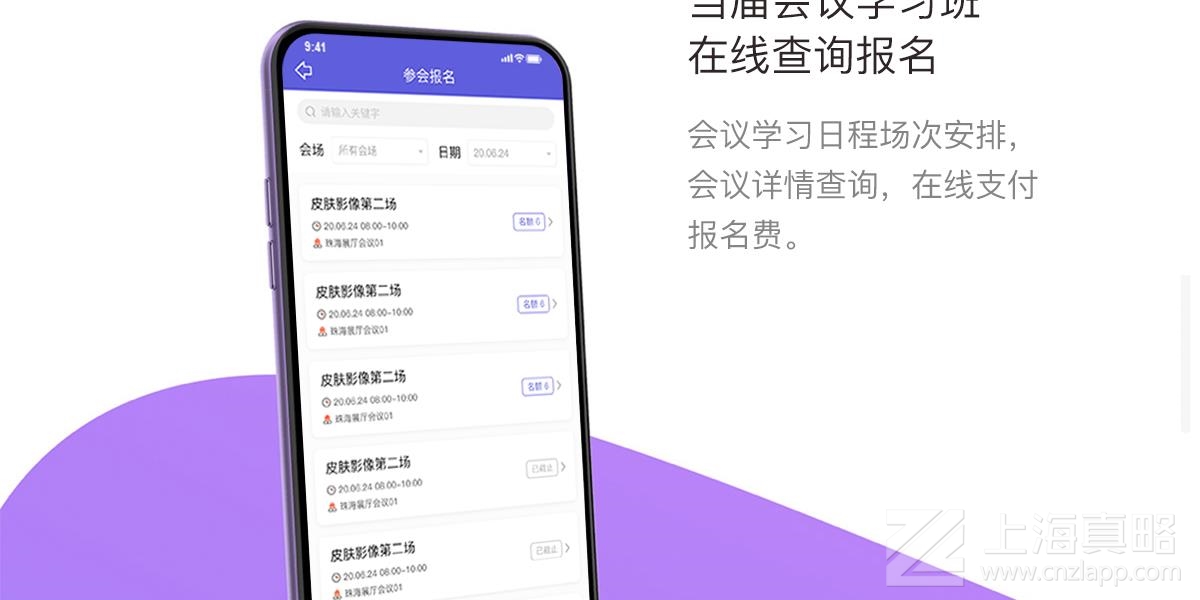 当届会议学习班
在线查询报名
会议学习日程场次安排,
会议详情查询，在线支付
报名费。
9:41
参会报名
请输入关键字
会场 所有会场 日期 20.06.24
皮肤影像第二场
20.06.24 08:00-10:00
珠海展厅会议01
名额 6
皮肤影像第二场
20.06.24 08:00-10:00
珠海展厅会议01
名额 6
皮肤影像第二场
20.06.24 08:00-10:00
珠海展厅会议01
名额 6
皮肤影像第二场
20.06.24 08:00-10:00
珠海展厅会议01
已截止
皮肤影像第二场
20.06.24 08:00-10:00
珠海展厅会议01
已截止
上海真略
www.cnzlapp.com